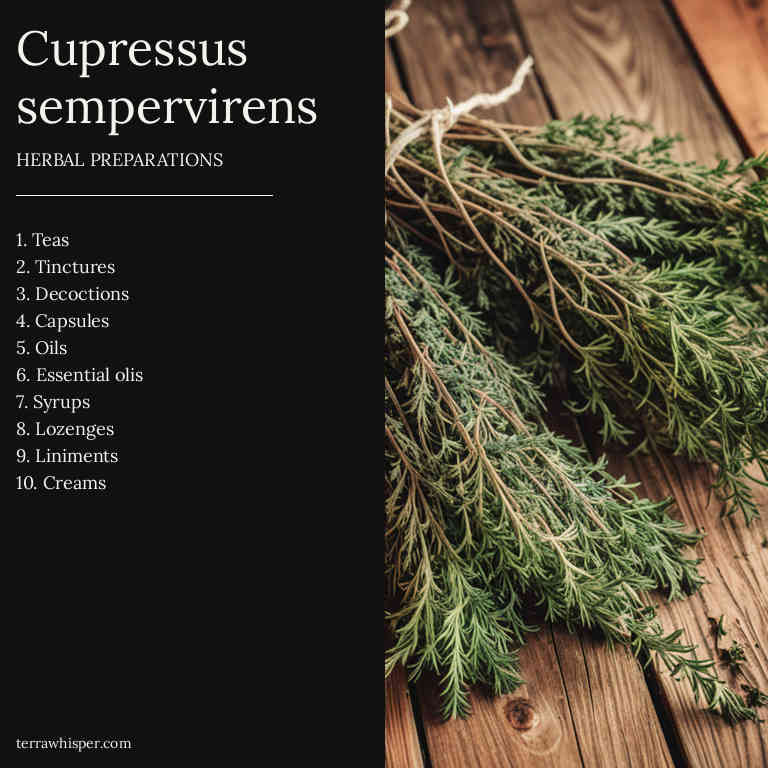 Cupressus
sempervirens
HERBAL PREPARATIONS
1. Teas
2. Tinctures
3. Decoctions
4. Capsules
5. Oils
6. Essential olis
7. Syrups
8. Lozenges
9. Liniments
10. Creams
terrawhisper.com